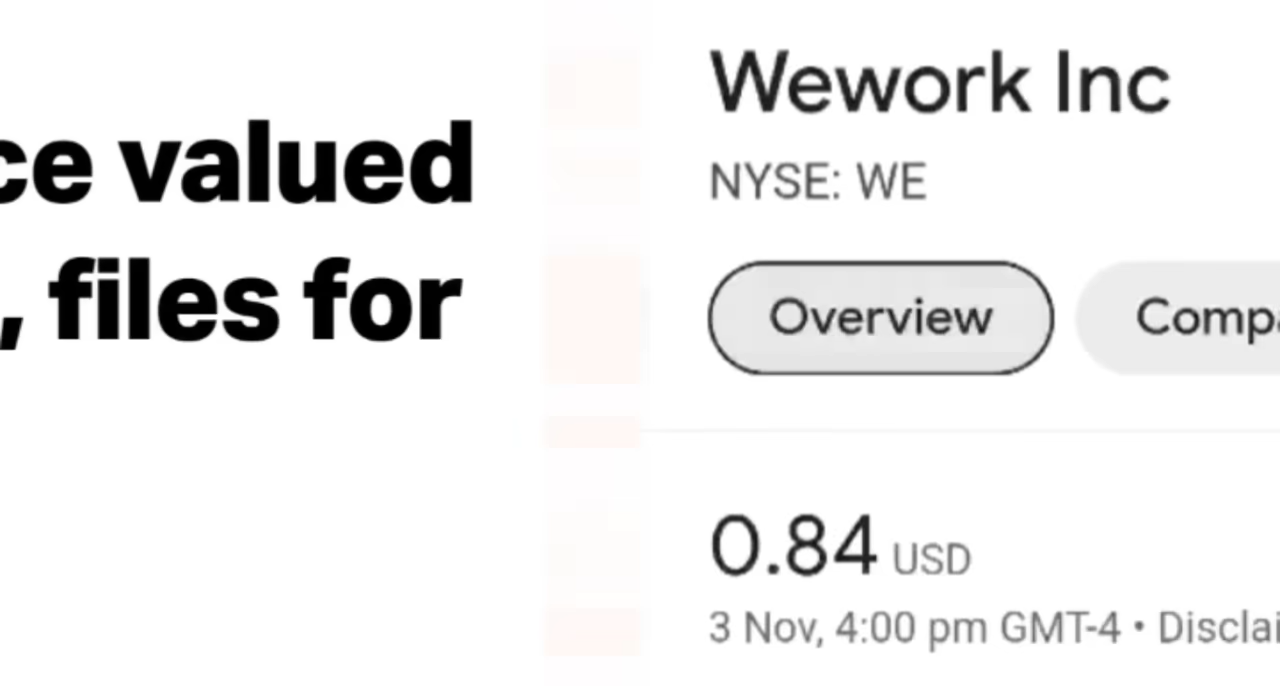 ce valued
, files for
Wework Inc
NYSE: WE
Overview
Compa
0.84 USD
3 Nov, 4:00 pm GMT-4 • Disclai